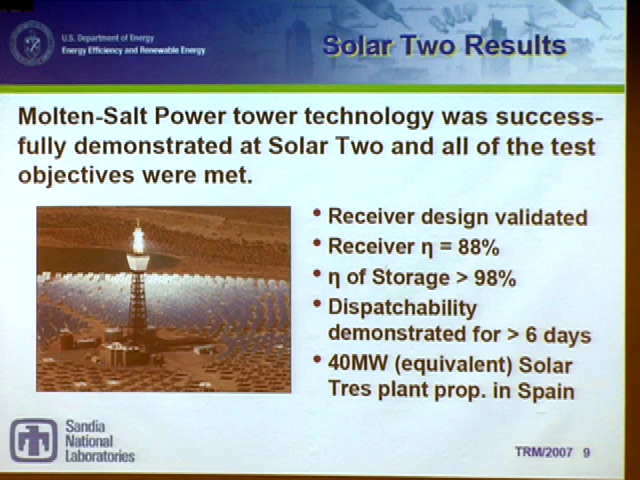 U.S. Department of Energy
Energy Efficiency and Renewable Energy
Solar Two Results
Molten-Salt Power tower technology was success-
fully demonstrated at Solar Two and all of the test
objectives were met.
• Receiver design validated
• Receiver η = 88%
• η of Storage > 98%
• Dispatchability
demonstrated for > 6 days
• 40MW (equivalent) Solar
Tres plant prop. in Spain
Sandia
National
Laboratories
TRM/2007 9